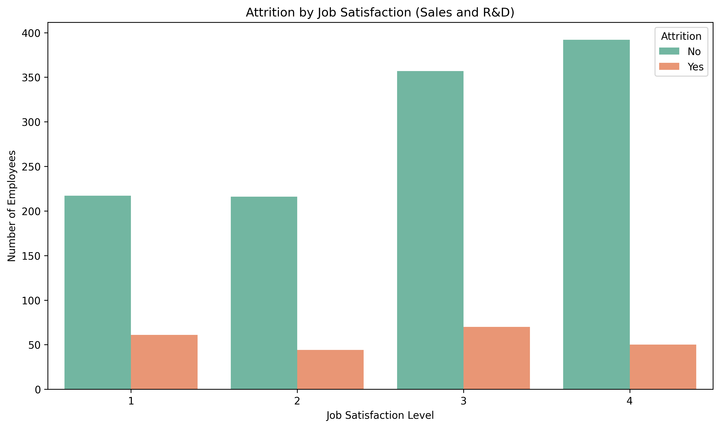 Attrition by Job Satisfaction (Sales and R&D)
Attrition
No
Yes
Number of Employees
400
350
300
250
200
150
100
50
0
1 2 3 4
Job Satisfaction Level